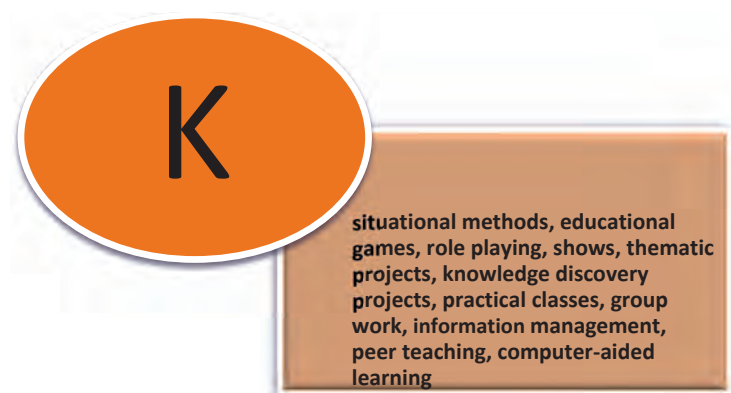 K
situational methods, educational
games, role playing, shows, thematic
projects, knowledge discovery
projects, practical classes, group
work, information management,
peer teaching, computer-aided
learning